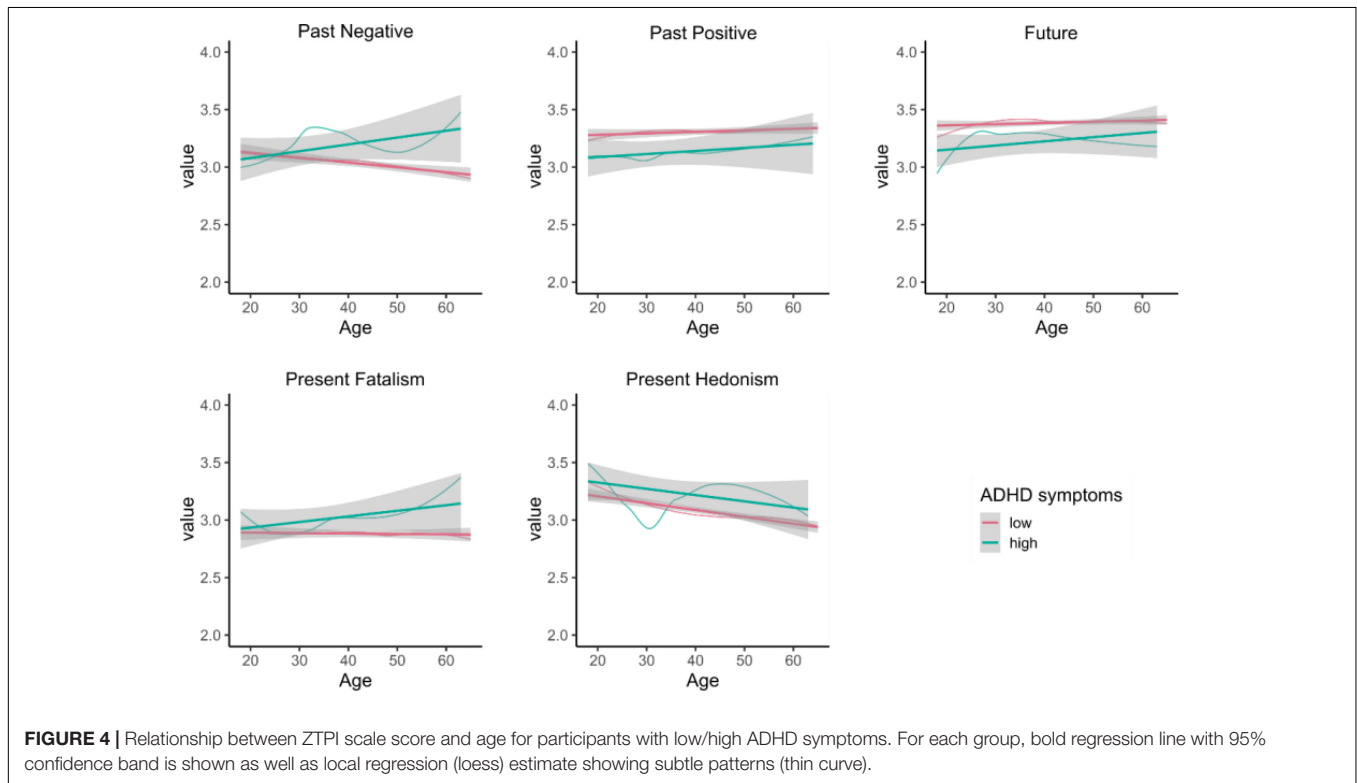 Past Negative
4.0
3.5
3.0
2.5
2.0
value
20 30 40 50 60
Age
Past Positive
4.0
3.5
3.0
2.5
2.0
value
20 30 40 50 60
Age
Future
4.0
3.5
3.0
2.5
2.0
value
20 30 40 50 60
Age
Present Fatalism
4.0
3.5
3.0
2.5
2.0
value
20 30 40 50 60
Age
Present Hedonism
4.0
3.5
3.0
2.5
2.0
value
20 30 40 50 60
Age
ADHD symptoms
low
high
FIGURE 4 | Relationship between ZTPI scale score and age for participants with low/high ADHD symptoms. For each group, bold regression line with 95%
confidence band is shown as well as local regression (loess) estimate showing subtle patterns (thin curve).